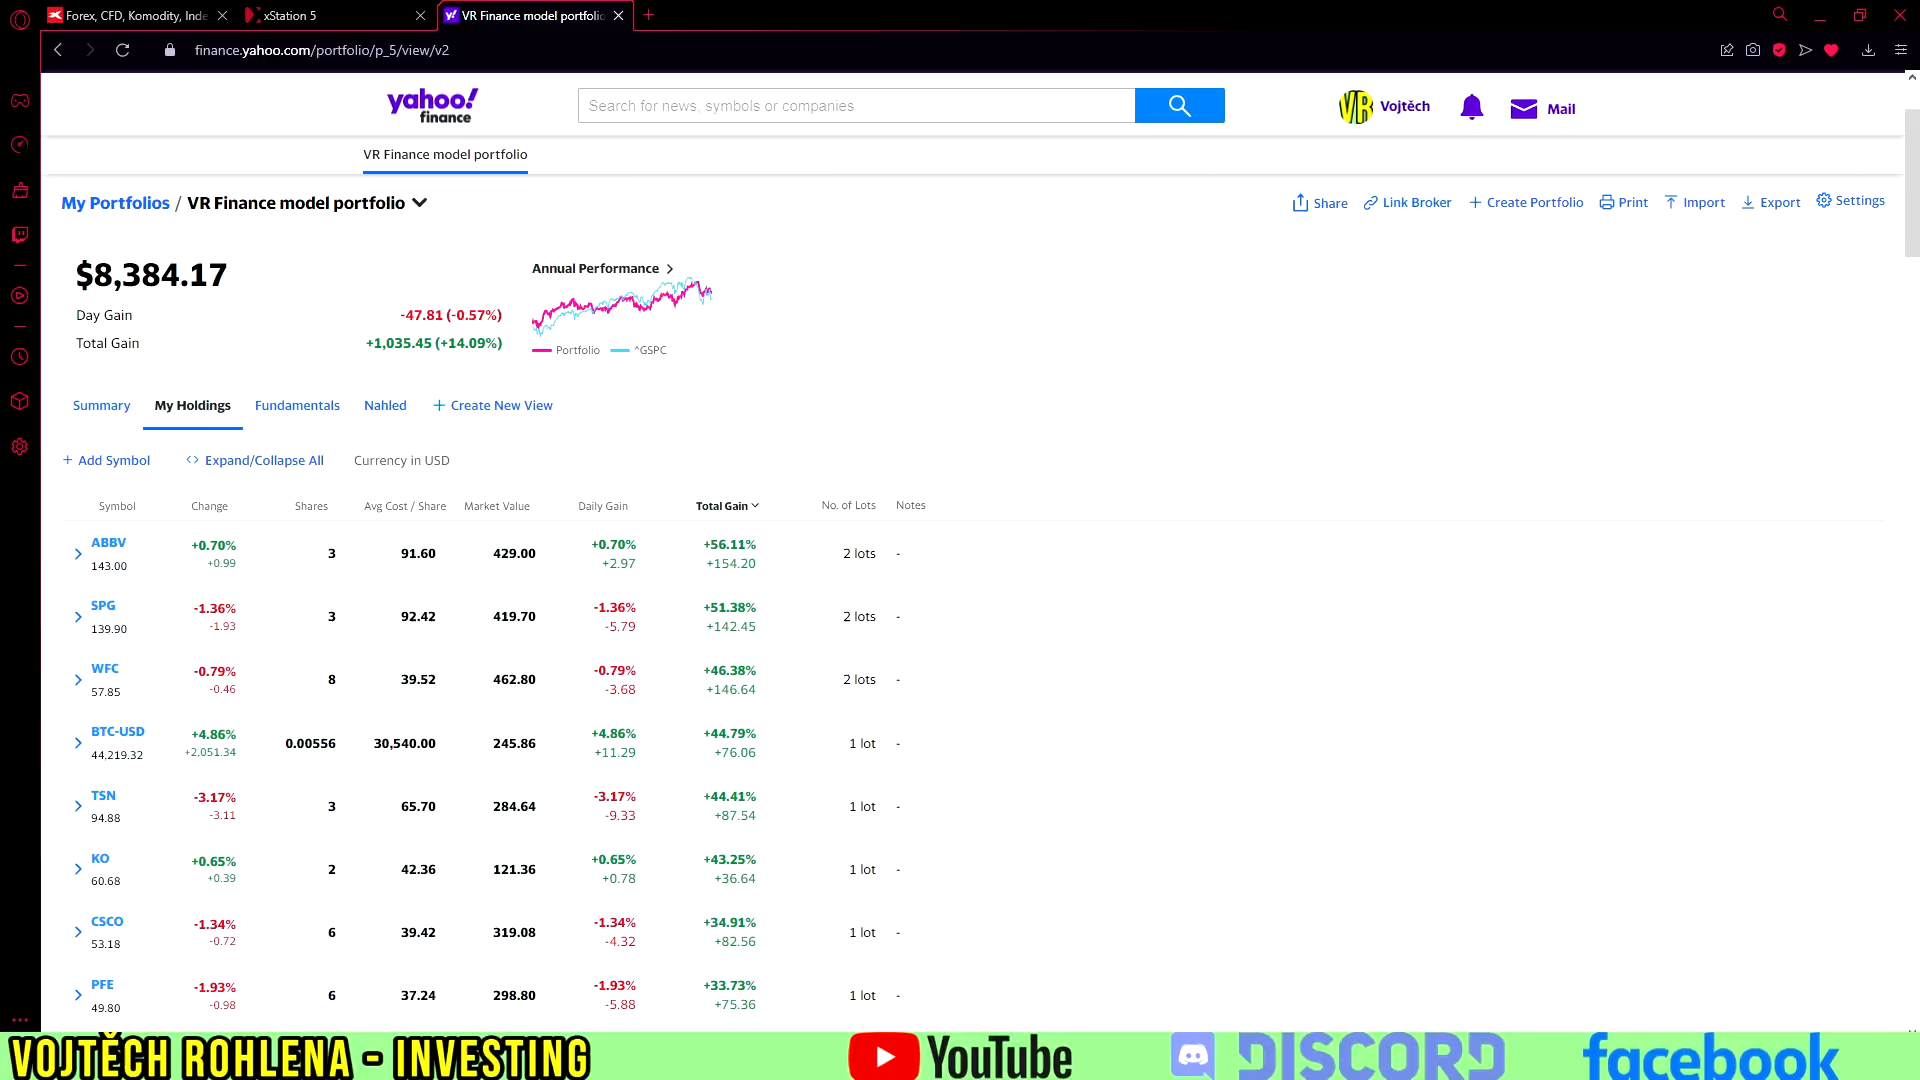 Forex, CFD, Komodity, Inde
xStation 5
VR Finance model portfolio
finance.yahoo.com/portfolio/p_5/view/v2
yahoo!
finance
Search for news, symbols or companies
VR
Vojtěch
Mail
VR Finance model portfolio
My Portfolios / VR Finance model portfolio
Share
Link Broker
Create Portfolio
Print
Import
Export
Settings
$8,384.17
Day Gain -47.81 (-0.57%)
Total Gain +1,035.45 (+14.09%)
Annual Performance
Portfolio ^GSPC
Summary My Holdings Fundamentals Nahled + Create New View
+ Add Symbol Expand/Collapse All Currency in USD
Symbol Change Shares Avg Cost / Share Market Value Daily Gain Total Gain No. of Lots Notes
ABBV +0.70% 3 91.60 429.00 +0.70% +56.11% 2 lots -
143.00 +0.99 +2.97 +154.20
SPG -1.36% 3 92.42 419.70 -1.36% +51.38% 2 lots -
139.90 -1.93 -5.79 +142.45
WFC -0.79% 8 39.52 462.80 -0.79% +46.38% 2 lots -
57.85 -0.46 -3.68 +146.64
BTC-USD +4.86% 0.00556 30,540.00 245.86 +4.86% +44.79% 1 lot -
44,219.32 +2,051.34 +11.29 +76.06
TSN -3.17% 3 65.70 284.64 -3.17% +44.41% 1 lot -
94.88 -3.11 -9.33 +87.54
KO +0.65% 2 42.36 121.36 +0.65% +43.25% 1 lot -
60.68 +0.39 +0.78 +36.64
CSCO -1.34% 6 39.42 319.08 -1.34% +34.91% 1 lot -
53.18 -0.72 -4.32 +82.56
PFE -1.93% 6 37.24 298.80 -1.93% +33.73% 1 lot -
49.80 -0.98 -5.88 +75.36
VOJTĚCH ROHLENA - INVESTING
YouTube
DISCORD
facebook